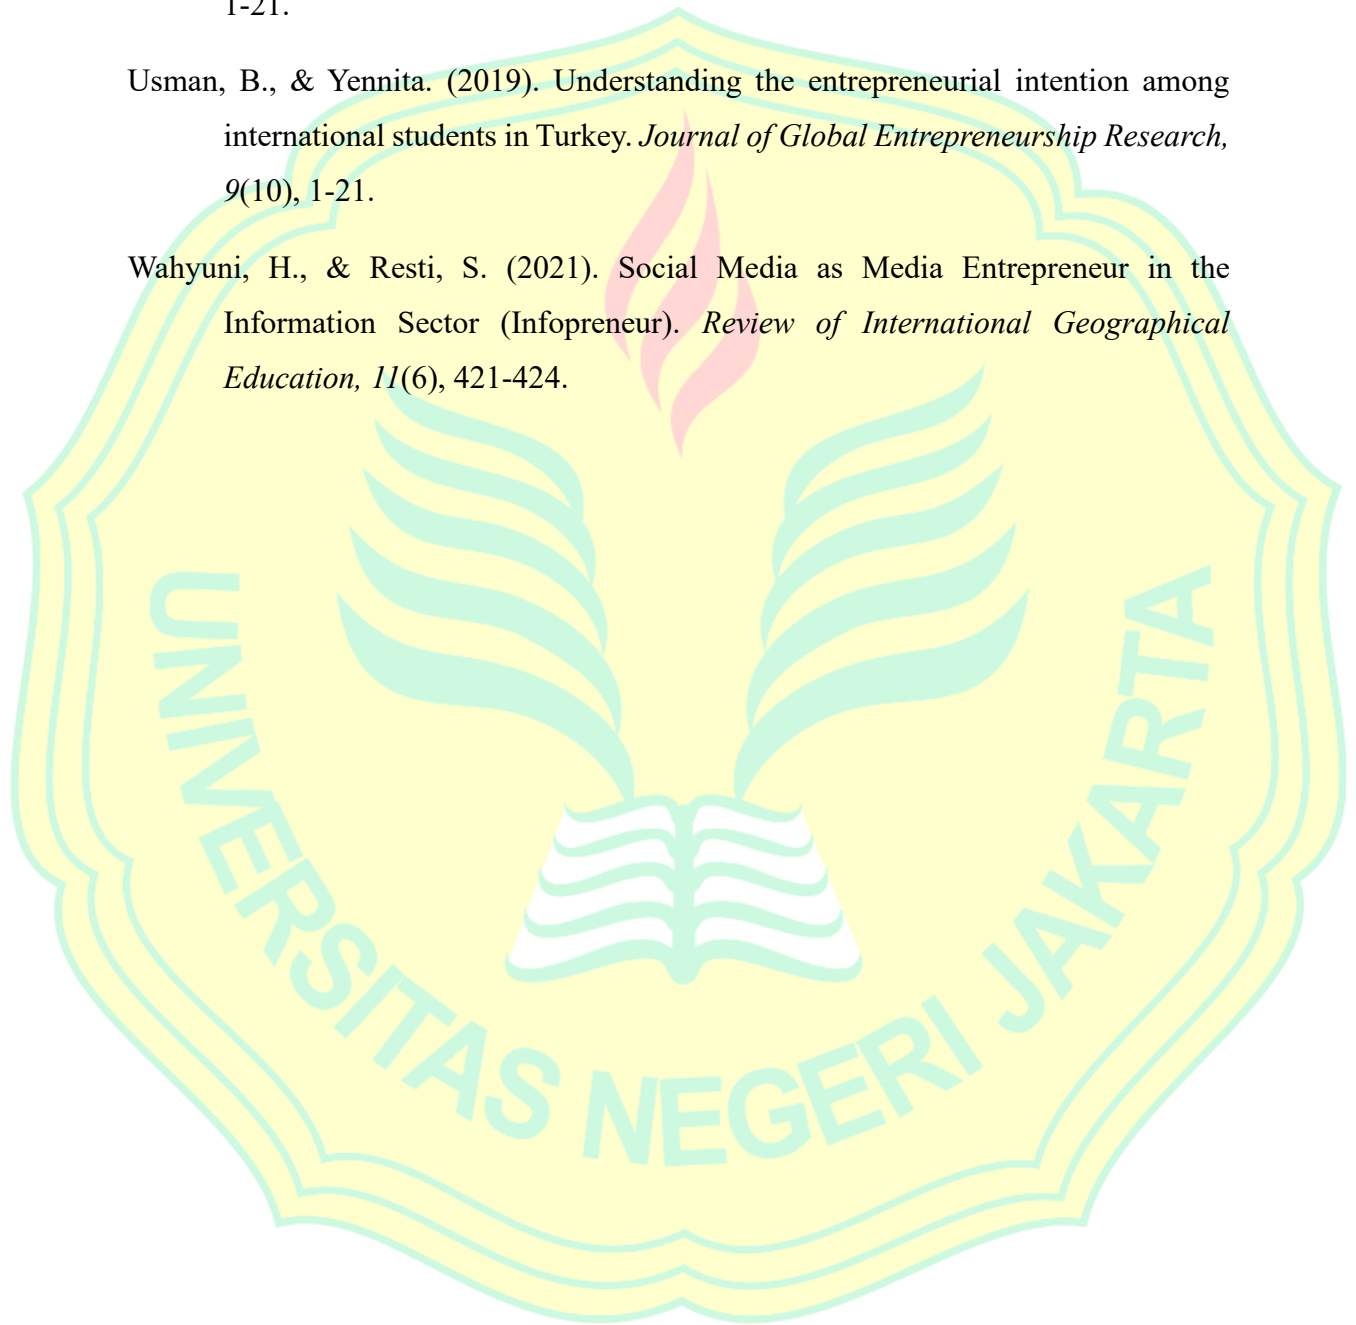 1-21.
Usman, B., & Yennita. (2019). Understanding the entrepreneurial intention among
international students in Turkey. Journal of Global Entrepreneurship Research,
9(10), 1-21.
Wahyuni, H., & Resti, S. (2021). Social Media as Media Entrepreneur in the
Information Sector (Infopreneur). Review of International Geographical
Education, 11(6), 421-424.
UNIVERSITAS NEGERI JAKARTA